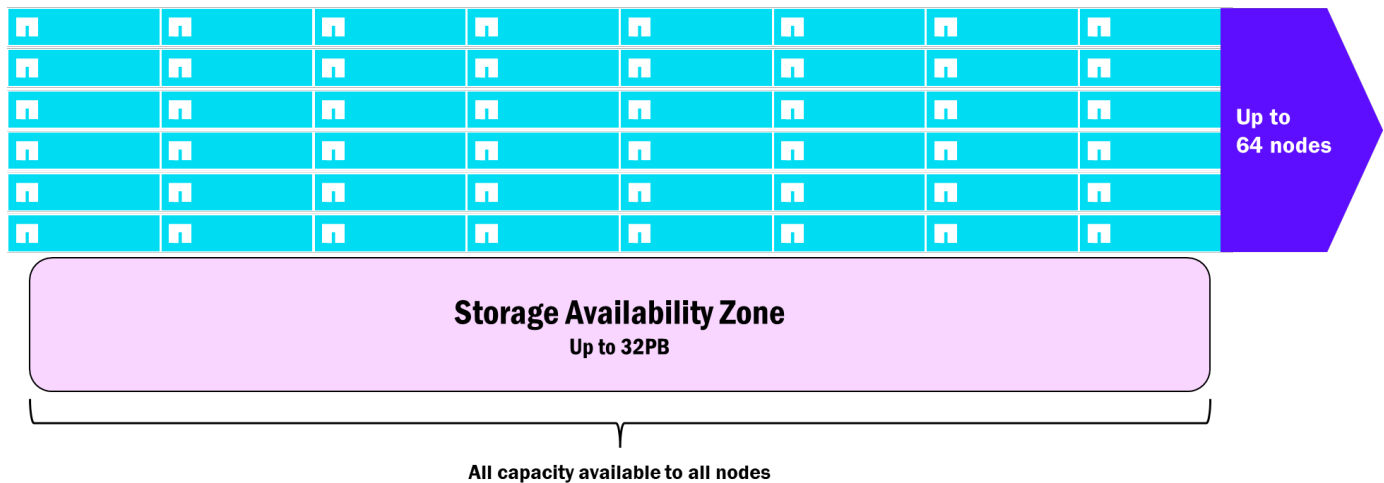 Up to
64 nodes
Storage Availability Zone
Up to 32PB
All capacity available to all nodes